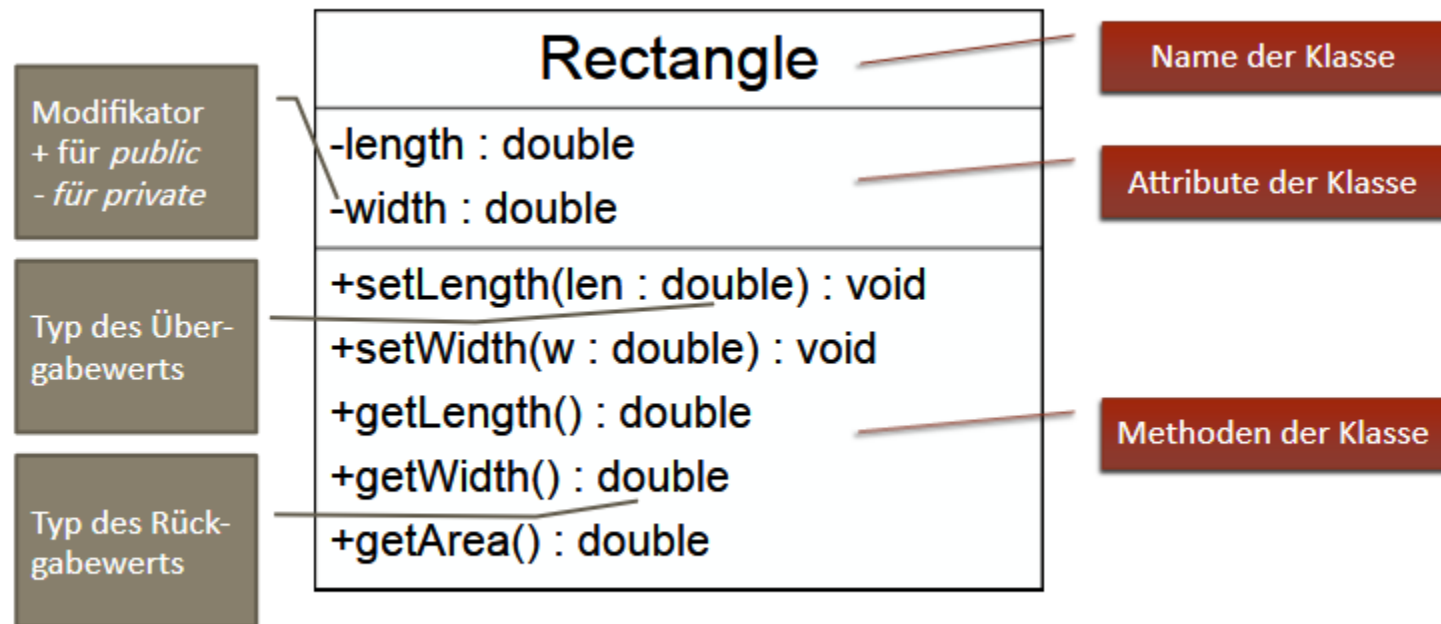 Rectangle
Name der Klasse
Modifikator
+ für public
- für private
-length : double
-width : double
Attribute der Klasse
Typ des Über-
gabewerts
+setLength(len : double) : void
+setWidth(w : double) : void
+getLength() : double
+getWidth() : double
+getArea() : double
Methoden der Klasse
Typ des Rück-
gabewerts